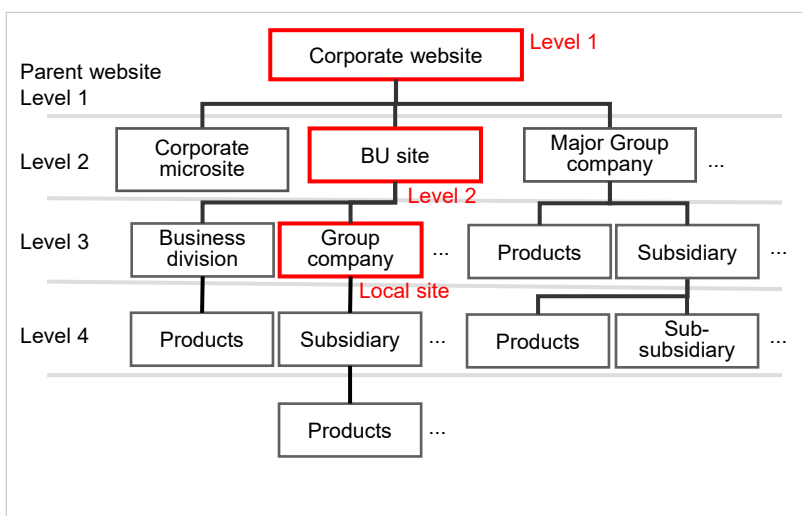 Corporate website
Level 1
Parent website
Level 1
Level 2
Corporate
microsite
BU site
Major Group
company
...
Level 2
Level 3
Business
division
Group
company
...
Products
Subsidiary
...
Local site
Level 4
Products
Subsidiary
...
Products
Sub-
subsidiary
...
Products
...